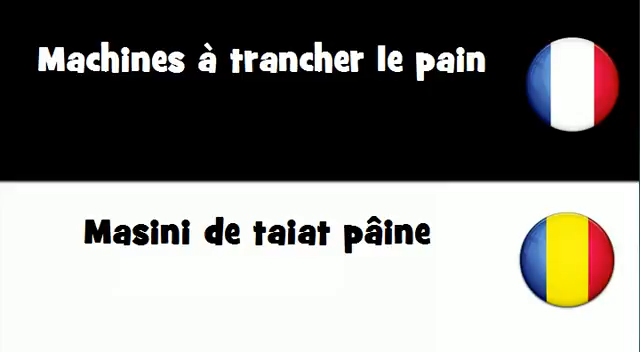 Machines à trancher le pain
Masini de taiat pâine